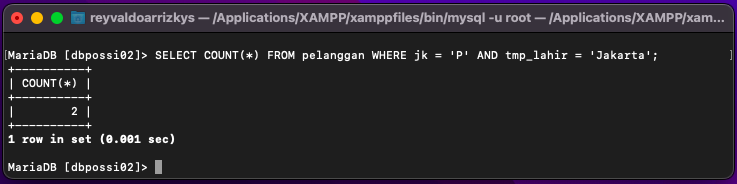 reyvaldoarrizkys — /Applications/XAMPP/xamppfiles/bin/mysql -u root — /Applications/XAMPP/xam...
[MariaDB [dbpossi02]> SELECT COUNT(*) FROM pelanggan WHERE jk = 'P' AND tmp_lahir = 'Jakarta'; ]
+----------+
| COUNT(*) |
+----------+
|        2 |
+----------+
1 row in set (0.001 sec)
MariaDB [dbpossi02]>